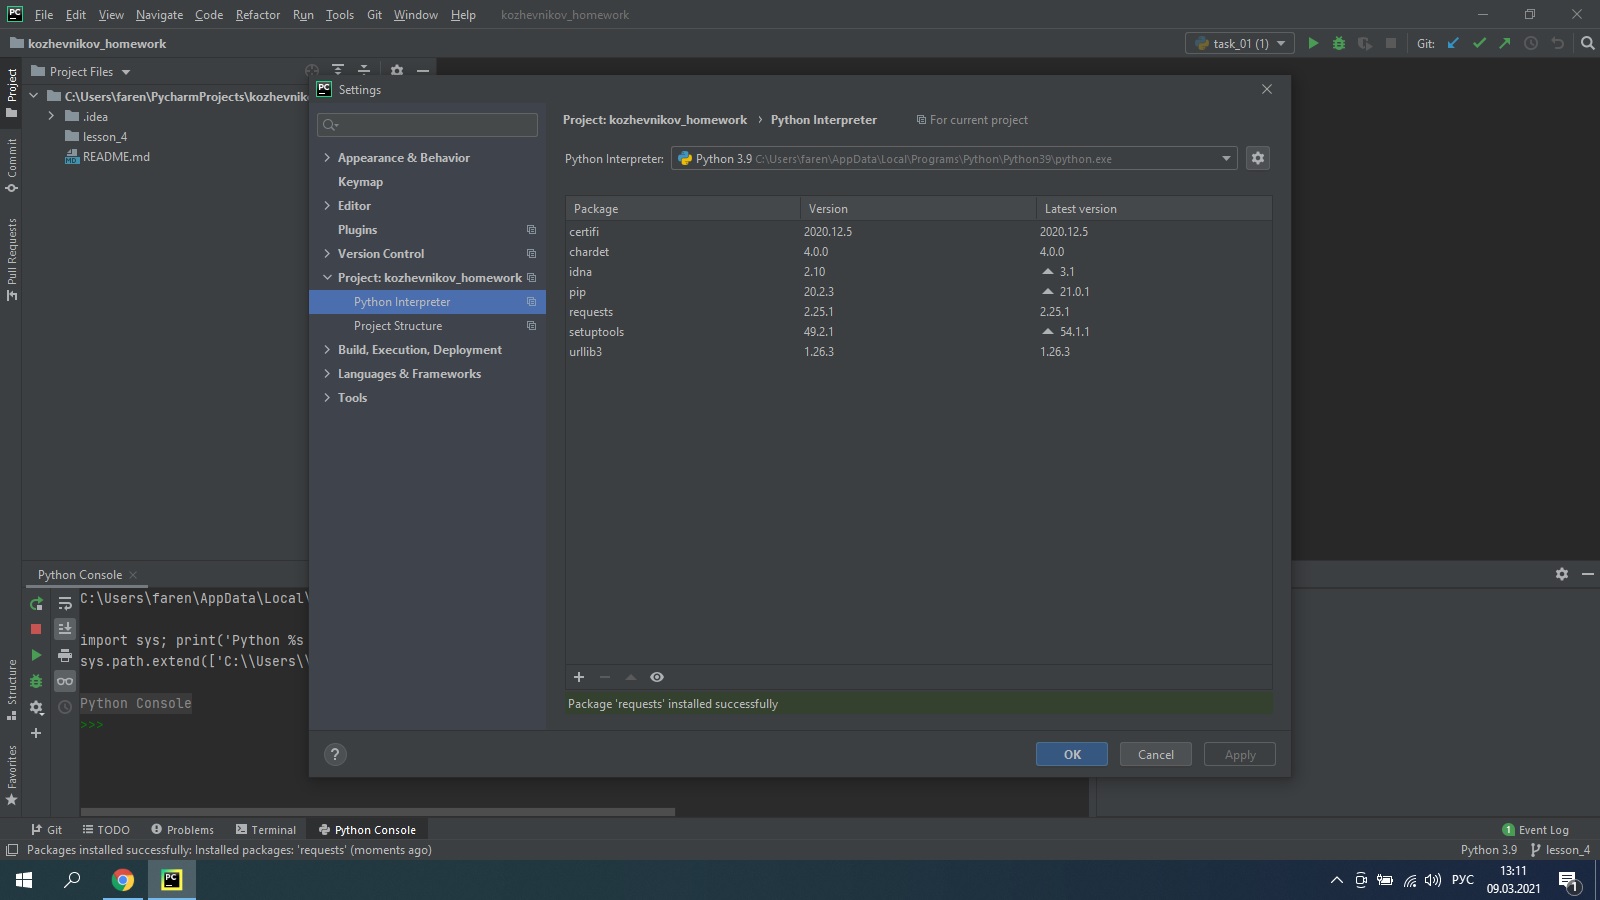 PC File Edit View Navigate Code Refactor Run Tools Git Window Help kozhevnikov_homework
kozhevnikov_homework task_01 (1) Git:
Project Files
C:\Users\faren\PycharmProjects\kozhevnik
.idea
lesson_4
README.md
Project
Commit
Pull Requests
Structure
Favorites
PC Settings
Appearance & Behavior
Keymap
Editor
Plugins
Version Control
Project: kozhevnikov_homework
Python Interpreter
Project Structure
Build, Execution, Deployment
Languages & Frameworks
Tools
Project: kozhevnikov_homework › Python Interpreter For current project
Python Interpreter: Python 3.9 C:\Users\faren\AppData\Local\Programs\Python\Python39\python.exe
Package Version Latest version
certifi 2020.12.5 2020.12.5
chardet 4.0.0 4.0.0
idna 2.10 3.1
pip 20.2.3 21.0.1
requests 2.25.1 2.25.1
setuptools 49.2.1 54.1.1
urllib3 1.26.3 1.26.3
Package 'requests' installed successfully
? OK Cancel Apply
Python Console
C:\Users\faren\AppData\Local\
import sys; print('Python %s
sys.path.extend(['C:\\Users\\
Python Console
>>>
Git TODO Problems Terminal Python Console 1 Event Log
Packages installed successfully: Installed packages: 'requests' (moments ago) Python 3.9 lesson_4
PC РУС 13:11
09.03.2021 1